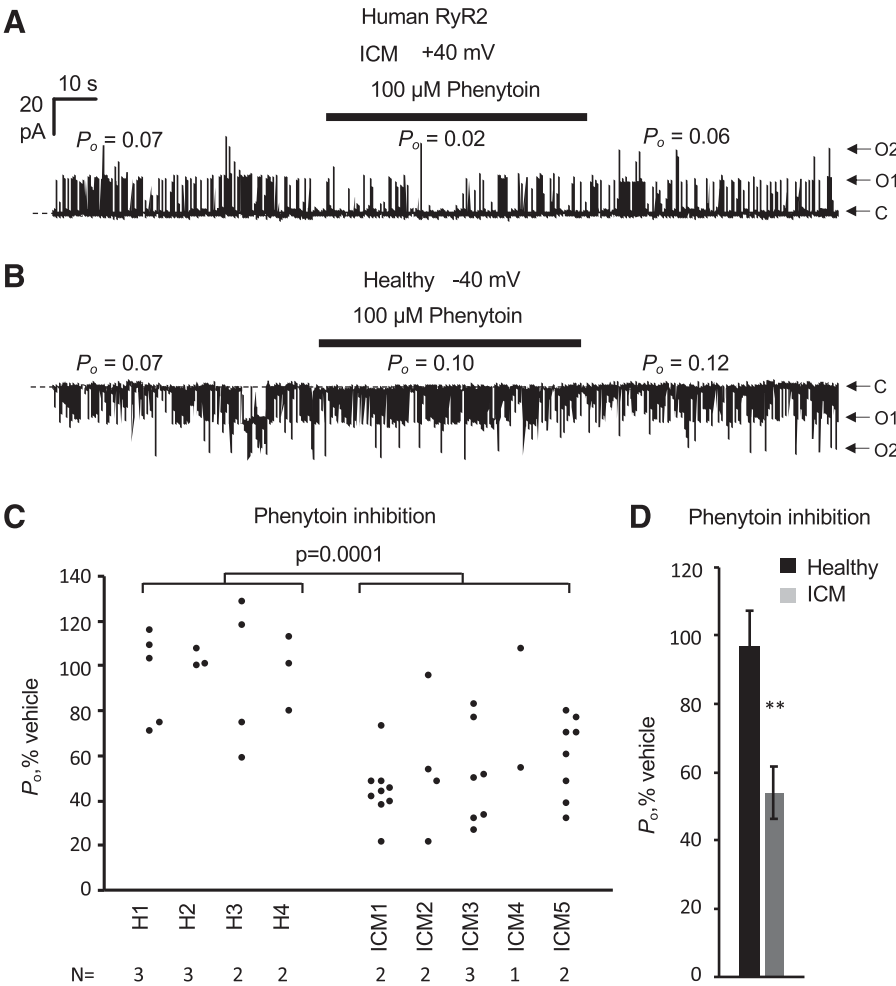 A
Human RyR2
ICM +40 mV
100 µM Phenytoin
10 s
20
pA
Po = 0.07
Po = 0.02
Po = 0.06
O2
O1
C
B
Healthy -40 mV
100 µM Phenytoin
Po = 0.07
Po = 0.10
Po = 0.12
C
O1
O2
C
Phenytoin inhibition
p=0.0001
Po, % vehicle
140
120
100
80
60
40
20
0
H1 H2 H3 H4 ICM1 ICM2 ICM3 ICM4 ICM5
N= 3 3 2 2 2 2 3 1 2
D
Phenytoin inhibition
Healthy
ICM
Po, % vehicle
120
100
80
60
40
20
0
**